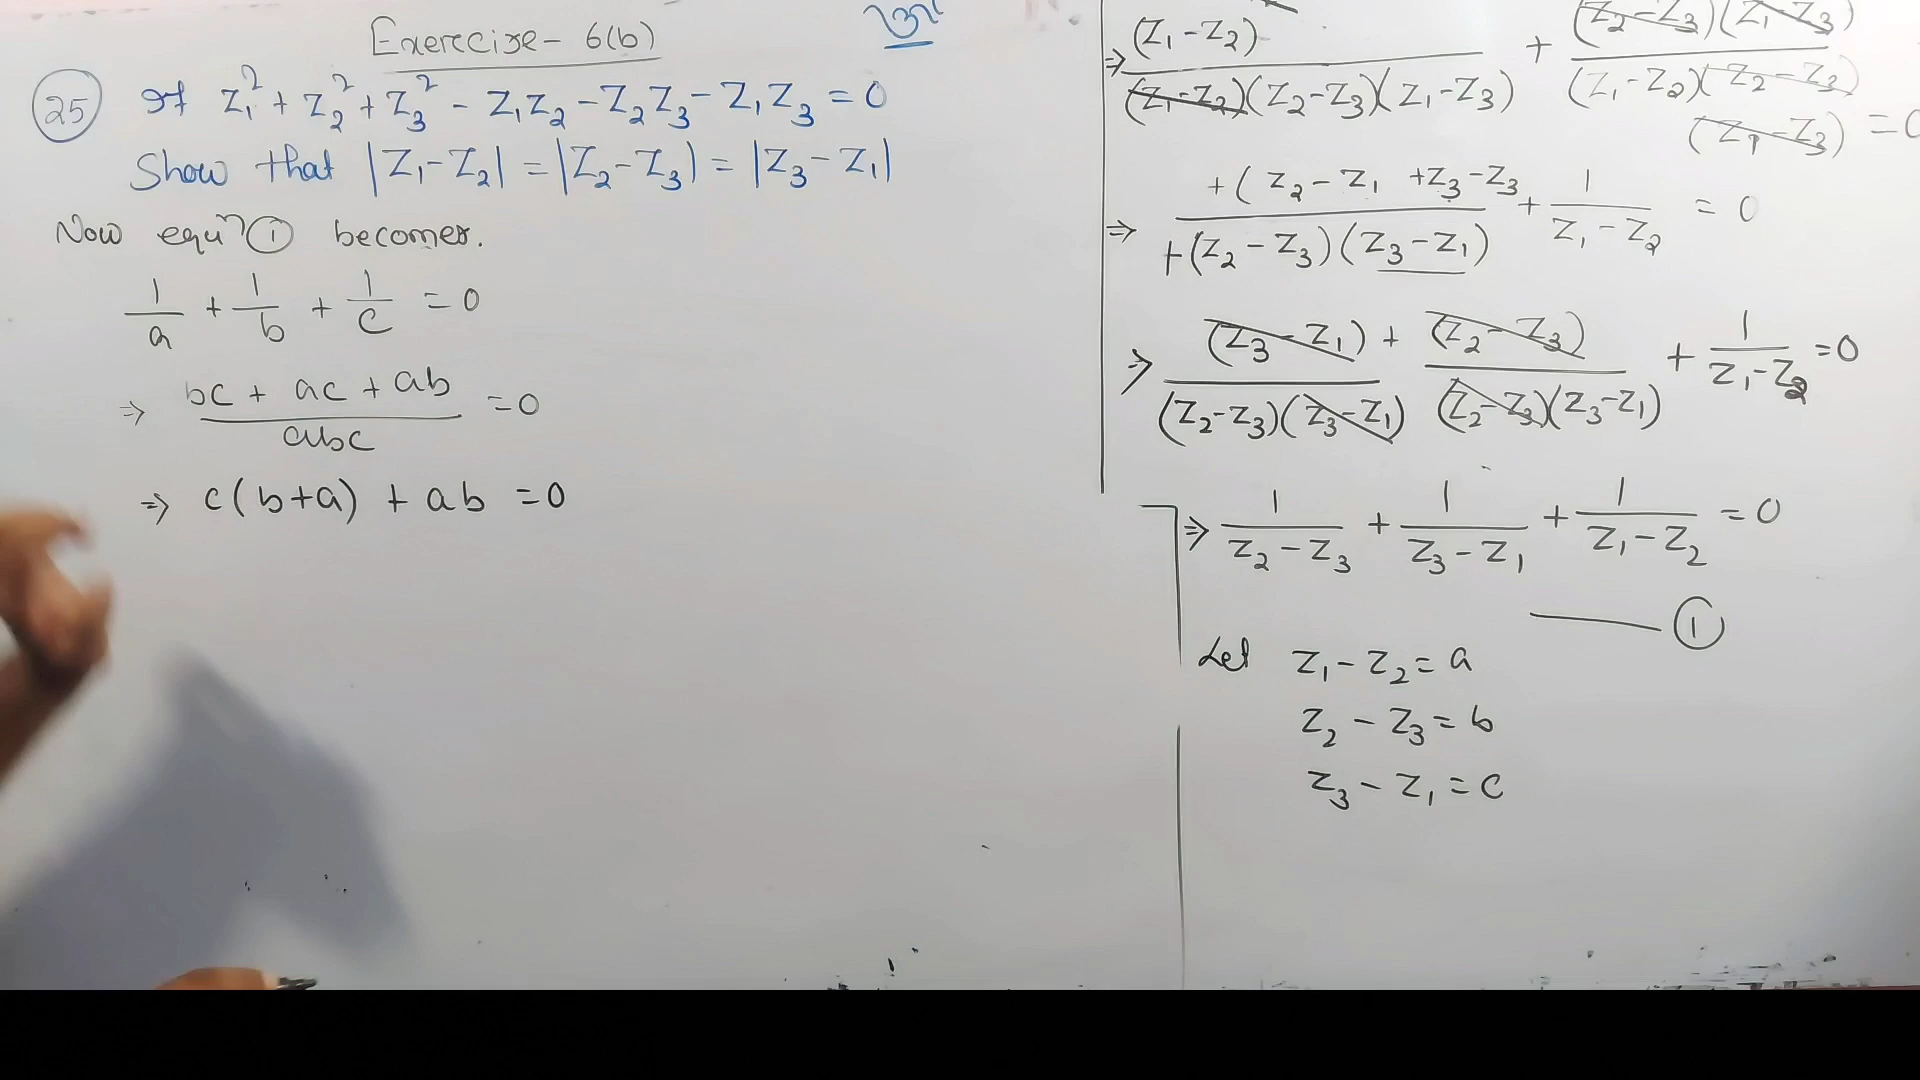 Exercise - 6(b)
25 If z₁² + z₂² + z₃² - z₁z₂ - z₂z₃ - z₁z₃ = 0
Show that |z₁-z₂| = |z₂-z₃| = |z₃-z₁|
Now equⁿ ① becomes.
1/a + 1/b + 1/c = 0
⇒ (bc + ac + ab)/abc = 0
⇒ c(b+a) + ab = 0
⇒ (z₁-z₂)/((z₁-z₂)(z₂-z₃)(z₁-z₃)) + ((z₂-z₃)(z₁-z₃))/((z₁-z₂)(z₂-z₃)(z₁-z₃)) = 0
⇒ +(z₂-z₁ +z₃-z₃/(+(z₂-z₃)(z₃-z₁)) + 1/(z₁-z₂) = 0
⇒ (z₃-z₁)/((z₂-z₃)(z₃-z₁)) + (z₂-z₃)/((z₂-z₃)(z₃-z₁)) + 1/(z₁-z₂) = 0
⇒ 1/(z₂-z₃) + 1/(z₃-z₁) + 1/(z₁-z₂) = 0
—— ①
Let z₁-z₂ = a
z₂-z₃ = b
z₃-z₁ = c